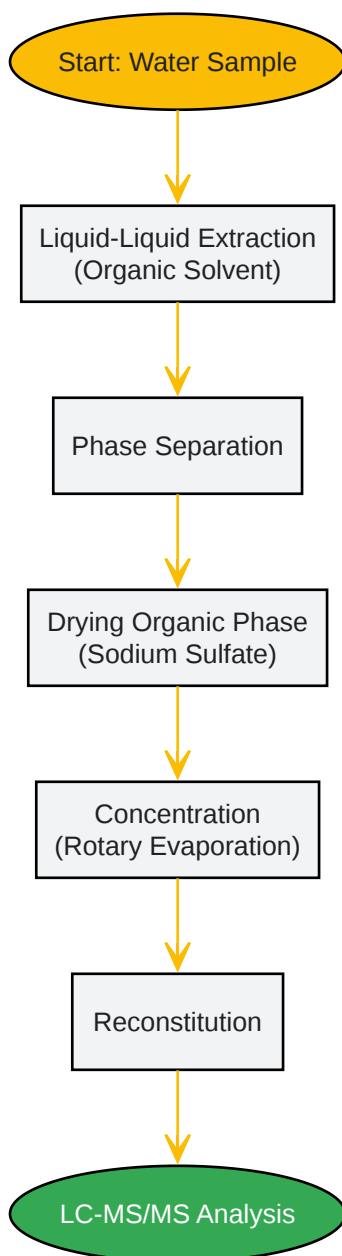 Start: Water Sample
Liquid-Liquid Extraction
(Organic Solvent)
Phase Separation
Drying Organic Phase
(Sodium Sulfate)
Concentration
(Rotary Evaporation)
Reconstitution
LC-MS/MS Analysis